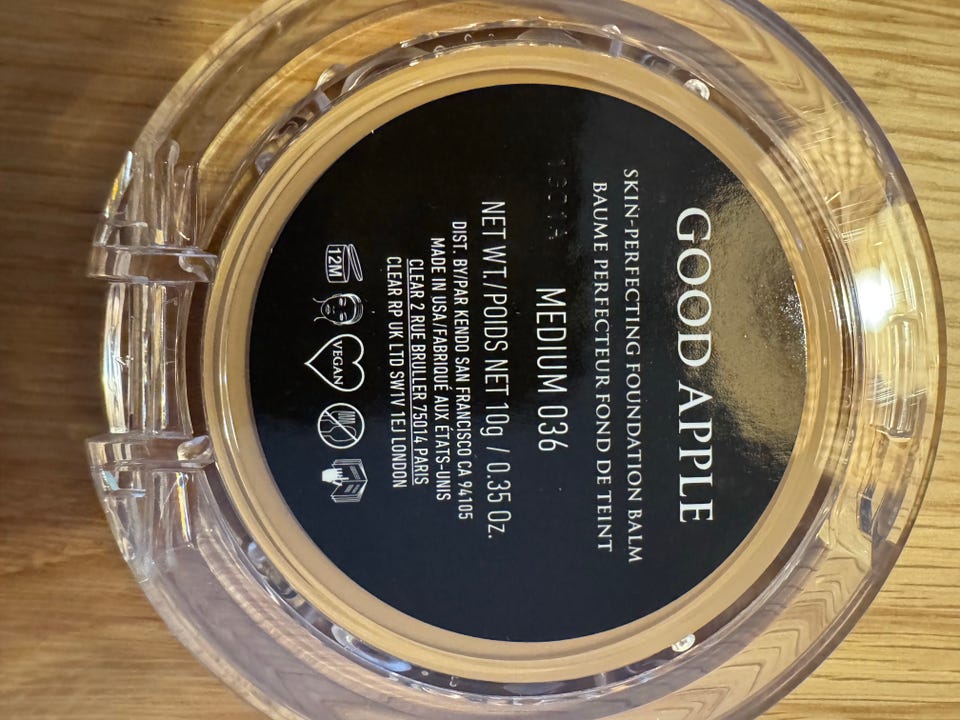 GOOD APPLE
SKIN-PERFECTING FOUNDATION BALM
BAUME PERFECTEUR FOND DE TEINT
MEDIUM 036
NET WT./POIDS NET 10g / 0.35 Oz.
DIST. BY/PAR KENDO SAN FRANCISCO CA 94105
MADE IN USA/FABRIQUÉ AUX ÉTATS-UNIS
CLEAR 2 RUE BRULLER 75014 PARIS
CLEAR RP UK LTD SW1V 1EJ LONDON
12M
VEGAN